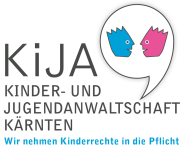 KiJA
KINDER- UND
JUGENDANWALTSCHAFT
KÄRNTEN
Wir nehmen Kinderrechte in die Pflicht